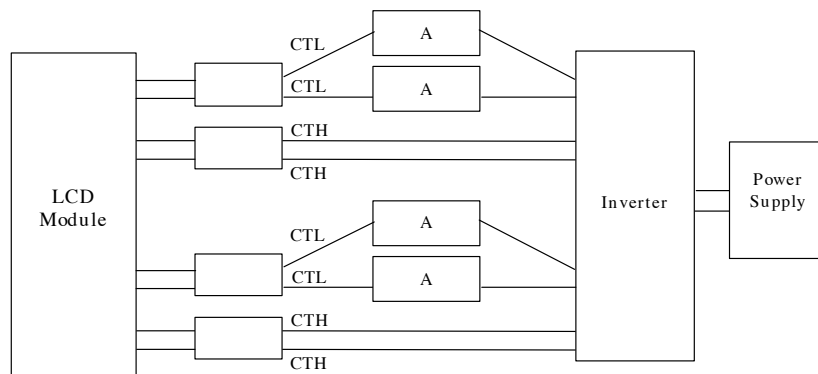 CTL
A
CTL
A
CTH
CTH
LCD
Module
Inverter
Power
Supply
CTL
A
CTL
A
CTH
CTH